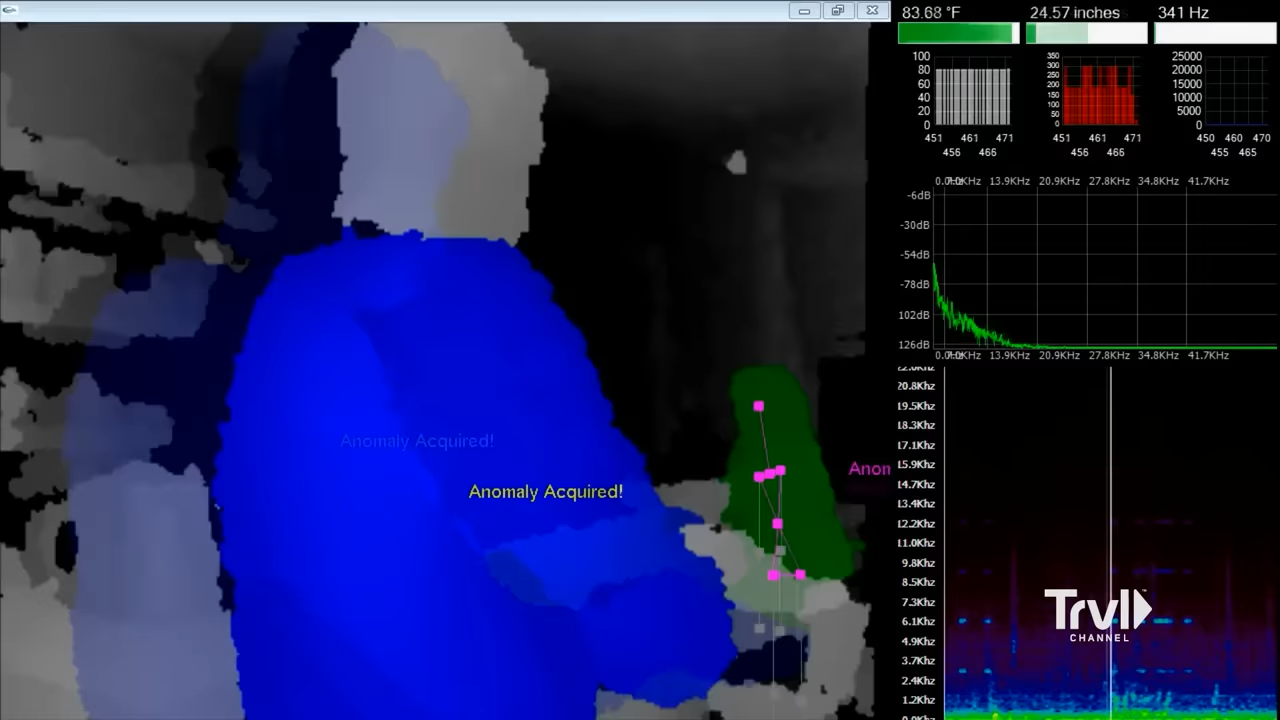 83.68 °F
24.57 inches
341 Hz
100
80
60
40
20
0
451 461 471
456 466
350
300
250
200
150
100
50
0
451 461 471
456 466
25000
20000
15000
10000
5000
0
450 460 470
455 465
13.9KHz 20.9KHz 27.8KHz 34.8KHz 41.7KHz
-6dB
-30dB
-54dB
-78dB
102dB
126dB
13.9KHz 20.9KHz 27.8KHz 34.8KHz 41.7KHz
20.8Khz
19.5Khz
18.3Khz
17.1Khz
15.9Khz
14.7Khz
13.4Khz
12.2Khz
11.0Khz
9.8Khz
8.5Khz
7.3Khz
6.1Khz
4.9Khz
3.7Khz
2.4Khz
1.2Khz
Anomaly Acquired!
Anomaly Acquired!
Anom
Trvl
CHANNEL